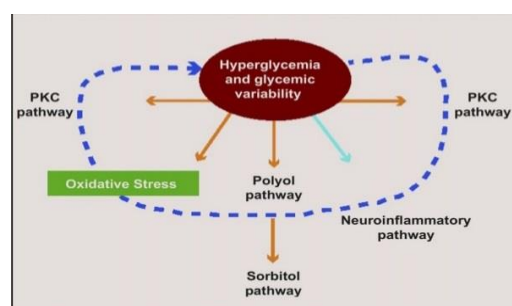 Hyperglycemia
and glycemic
variability
PKC
pathway
PKC
pathway
Oxidative Stress
Polyol
pathway
Neuroinflammatory
pathway
Sorbitol
pathway